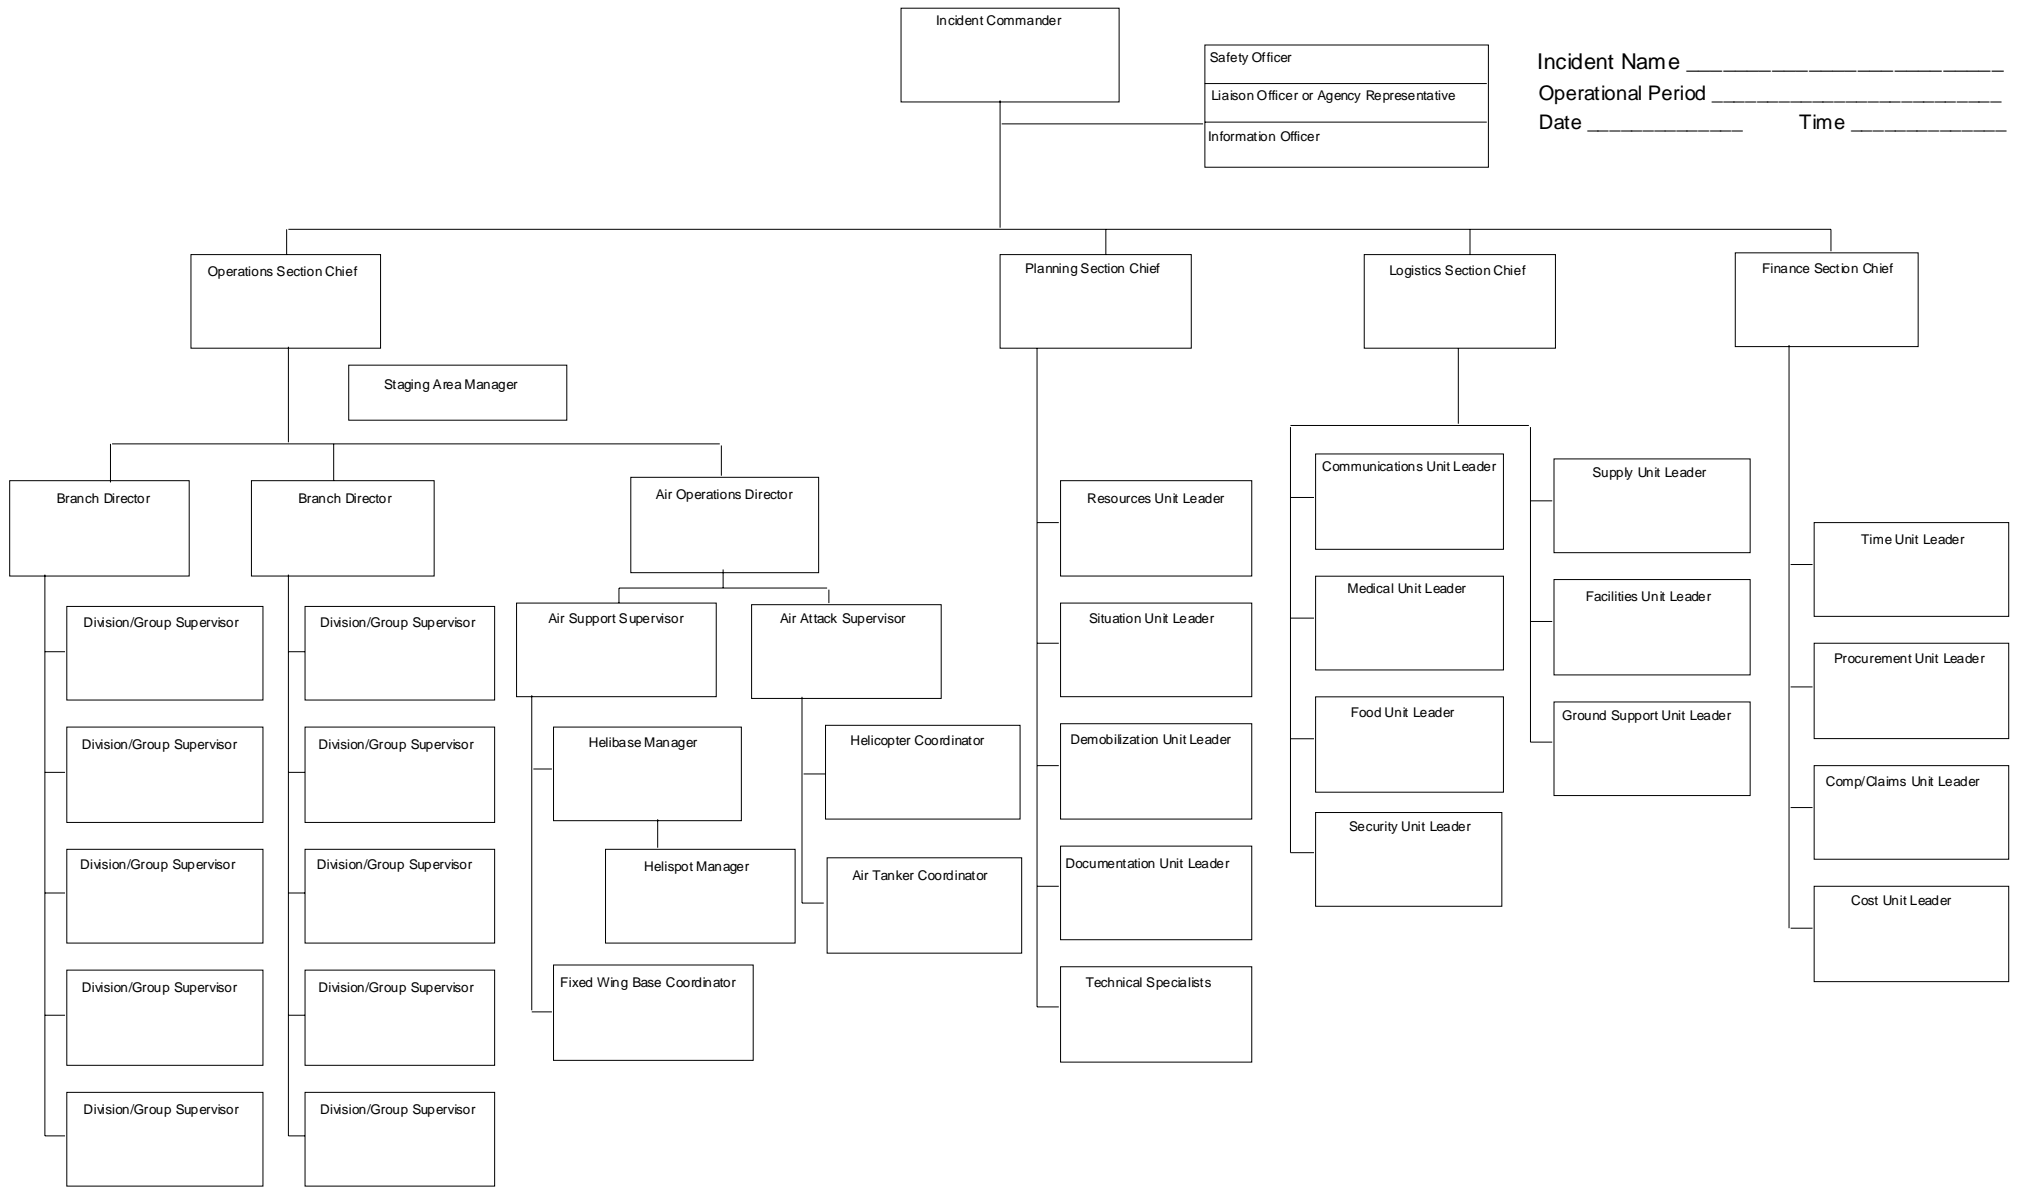 Incident Commander
Safety Officer
Liaison Officer or Agency Representative
Information Officer
Incident Name __________________________
Operational Period ________________________
Date _____________ Time _____________
Operations Section Chief
Planning Section Chief
Logistics Section Chief
Finance Section Chief
Staging Area Manager
Branch Director
Division/Group Supervisor
Division/Group Supervisor
Division/Group Supervisor
Division/Group Supervisor
Division/Group Supervisor
Branch Director
Division/Group Supervisor
Division/Group Supervisor
Division/Group Supervisor
Division/Group Supervisor
Division/Group Supervisor
Air Operations Director
Air Support Supervisor
Helibase Manager
Helispot Manager
Fixed Wing Base Coordinator
Air Attack Supervisor
Helicopter Coordinator
Air Tanker Coordinator
Resources Unit Leader
Situation Unit Leader
Demobilization Unit Leader
Documentation Unit Leader
Technical Specialists
Communications Unit Leader
Medical Unit Leader
Food Unit Leader
Security Unit Leader
Supply Unit Leader
Facilities Unit Leader
Ground Support Unit Leader
Time Unit Leader
Procurement Unit Leader
Comp/Claims Unit Leader
Cost Unit Leader